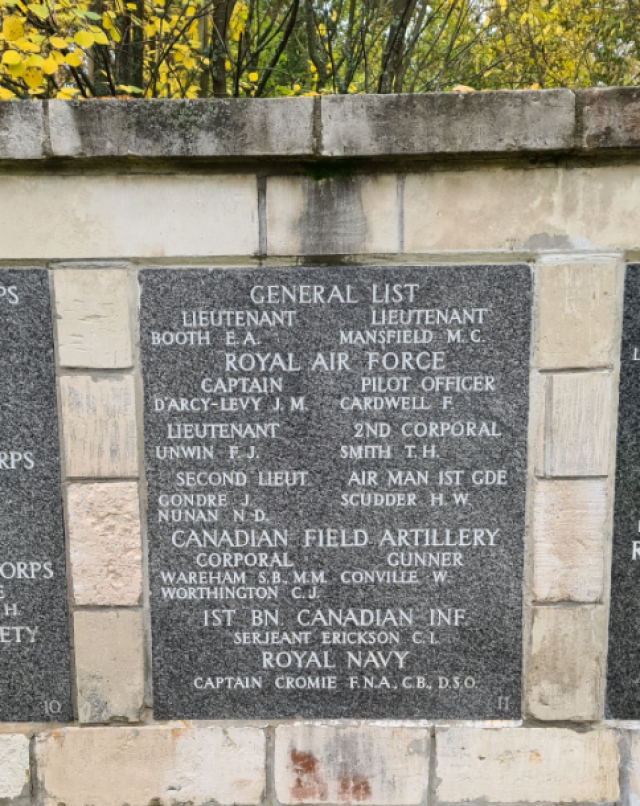 PS
RPS
ORPS
E
H.
ETY
10
GENERAL LIST
LIEUTENANT LIEUTENANT
BOOTH E.A. MANSFIELD M.C.
ROYAL AIR FORCE
CAPTAIN PILOT OFFICER
D'ARCY-LEVY J.M. CARDWELL F.
LIEUTENANT 2ND CORPORAL
UNWIN F.J. SMITH T.H.
SECOND LIEUT. AIR MAN 1ST GDE
GONDRE J. SCUDDER H.W.
NUNAN N.D.
CANADIAN FIELD ARTILLERY
CORPORAL GUNNER
WAREHAM S.B., M.M. CONVILLE W.
WORTHINGTON C.J.
1ST BN. CANADIAN INF.
SERJEANT ERICKSON C.I.
ROYAL NAVY
CAPTAIN CROMIE F.N.A., C.B., D.S.O.
11
L
R